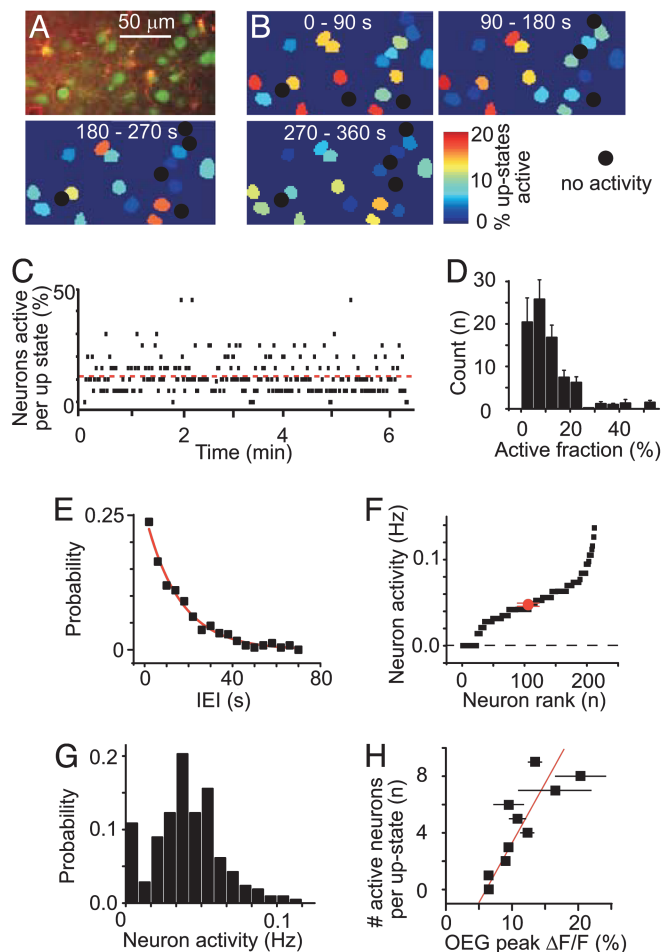 A
50 µm
B
0 - 90 s
90 - 180 s
180 - 270 s
270 - 360 s
20
10
0
% up-states active
no activity
C
Neurons active
per up state (%)
50
0
0
2
4
6
Time (min)
D
Count (n)
30
20
10
0
0
20
40
Active fraction (%)
E
Probability
0.25
0
0
40
80
IEI (s)
F
Neuron activity (Hz)
0.1
0.0
0
100
200
Neuron rank (n)
G
Probability
0.2
0.1
0
0
0.1
Neuron activity (Hz)
H
# active neurons
per up-state (n)
8
4
0
0
10
20
OEG peak ΔF/F (%)